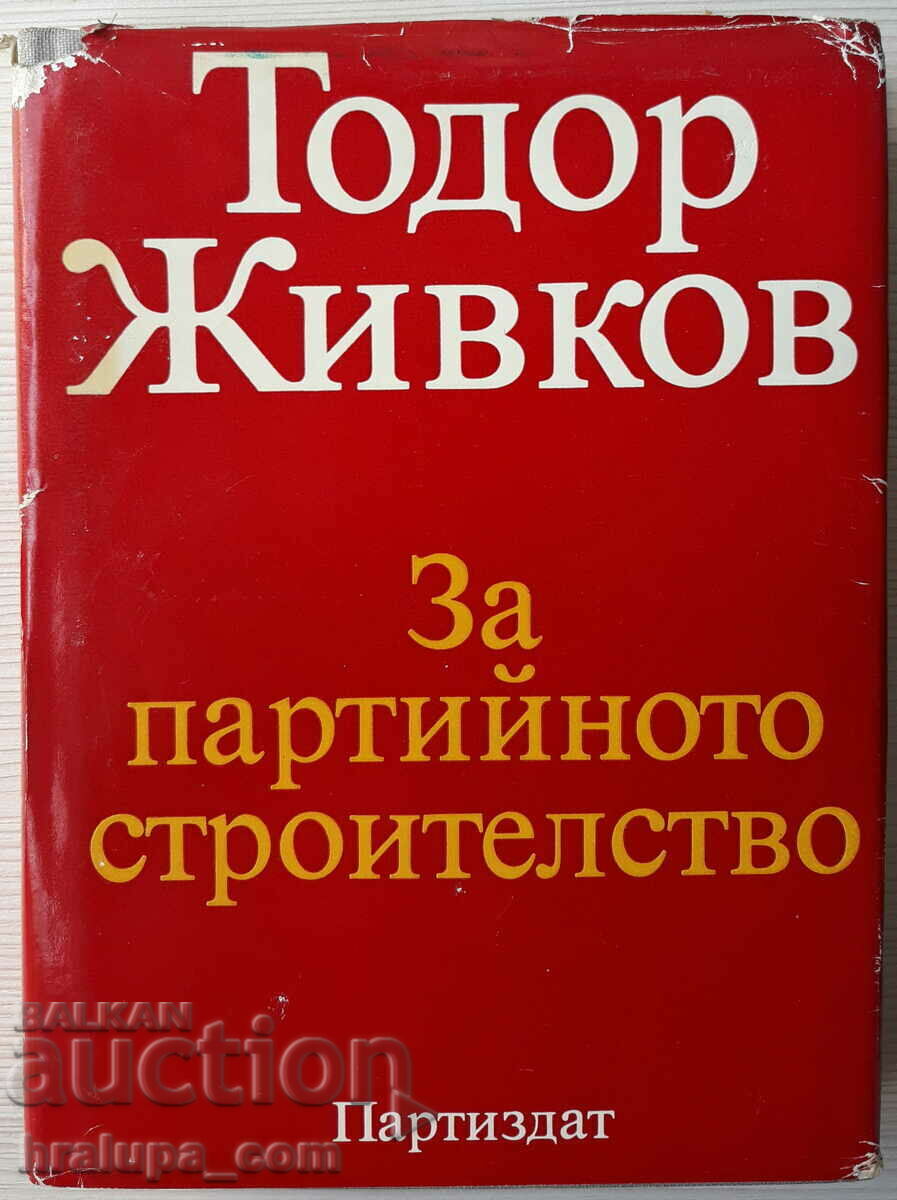 Тодор
Живков
За
партийното
строителство
Партиздат
BALKAN
auction
hralupa_com